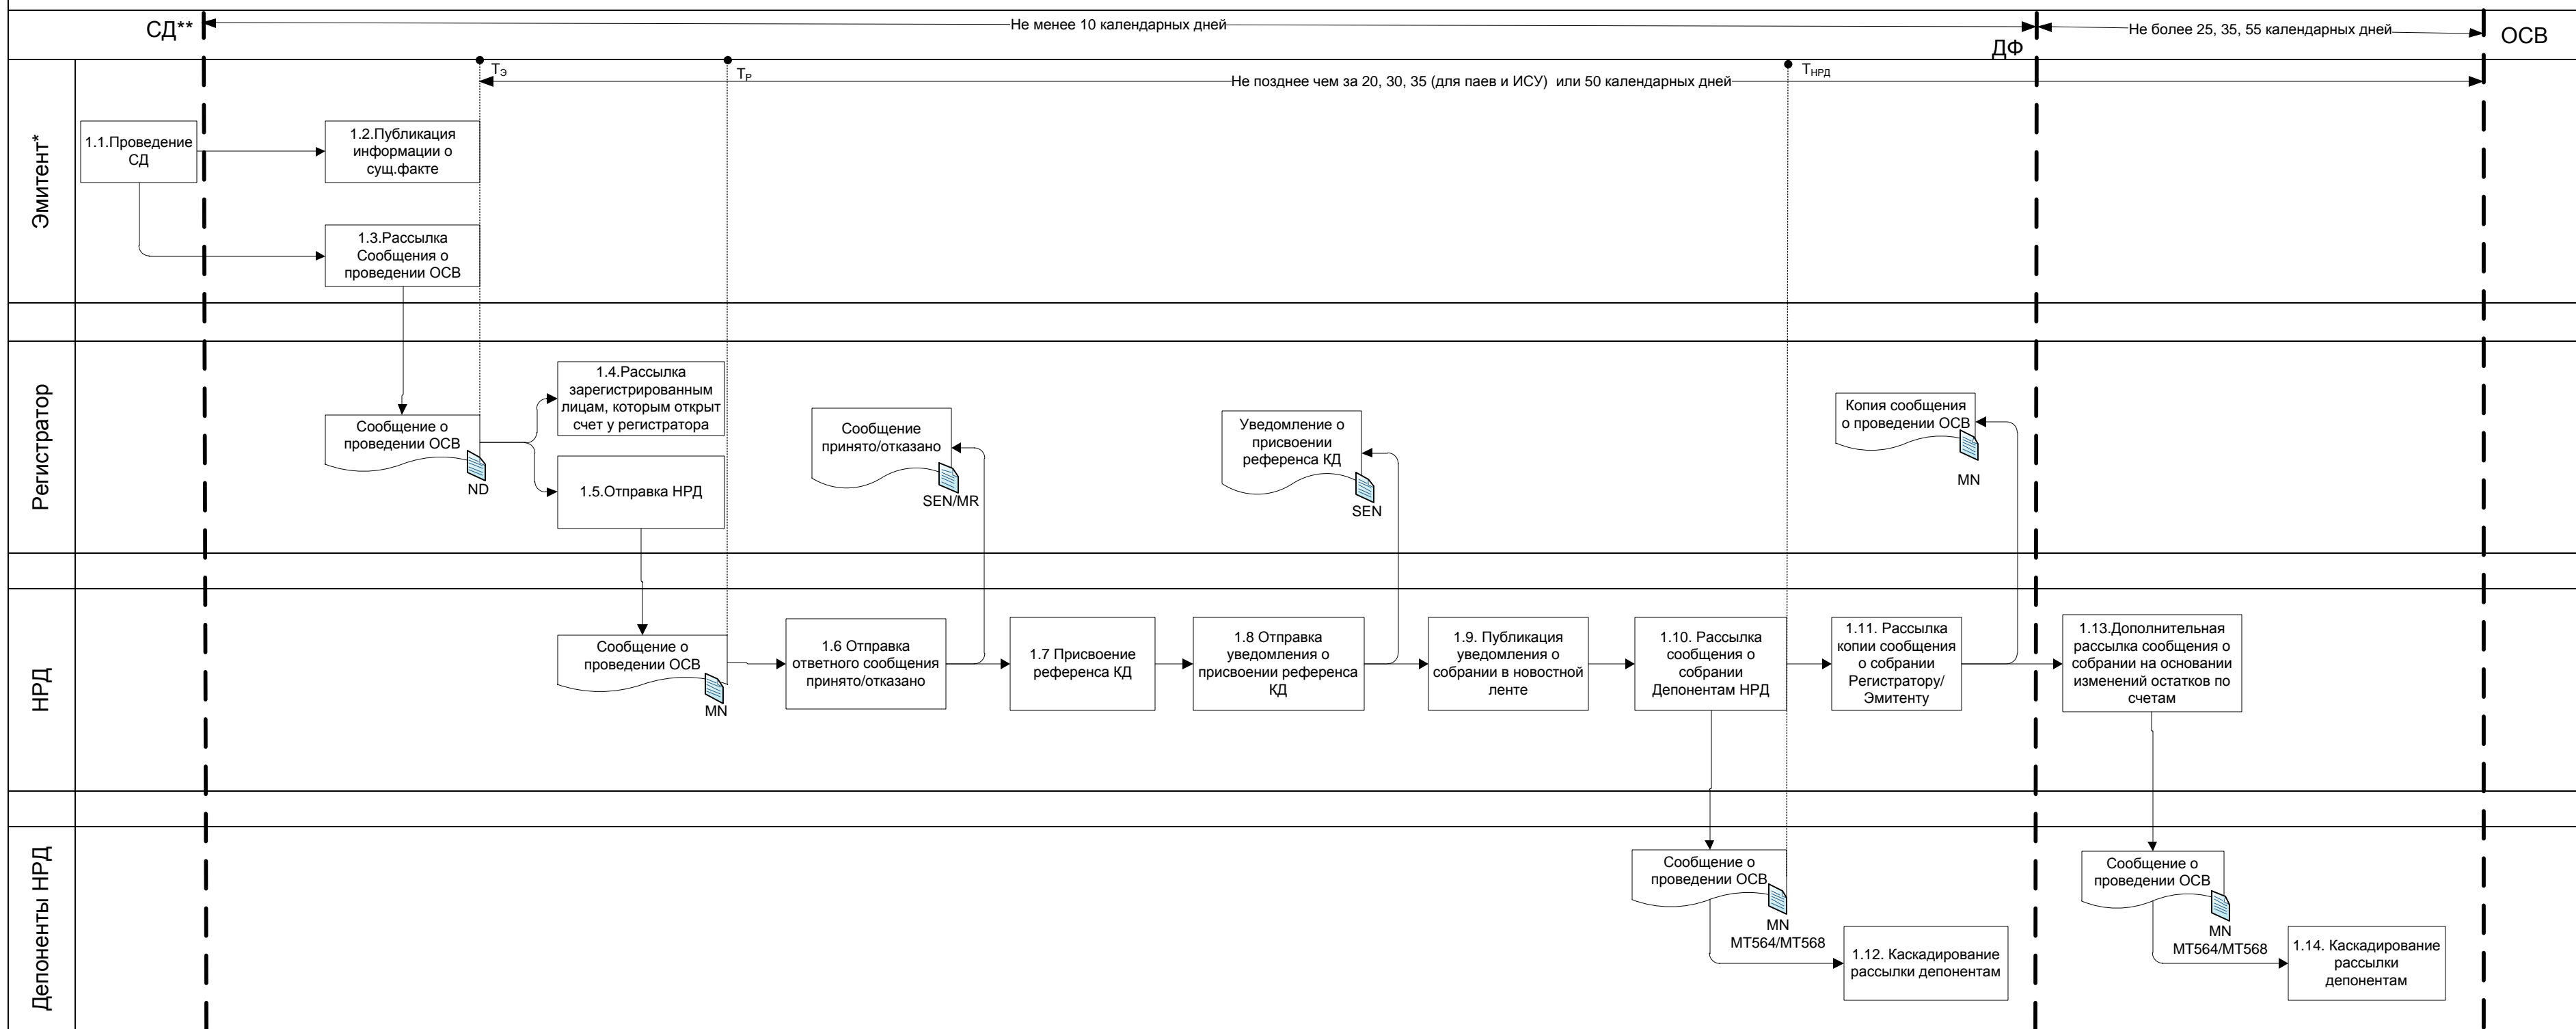 СД**
Не менее 10 календарных дней
ДФ
Не более 25, 35, 55 календарных дней
ОСВ
Эмитент*
TЭ
TР
TНРД
Не позднее чем за 20, 30, 35 (для паев и ИСУ) или 50 календарных дней
1.1.Проведение
СД
1.2.Публикация
информации о
сущ.факте
1.3.Рассылка
Сообщения о
проведении ОСВ
Регистратор
Сообщение о
проведении ОСВ
ND
1.4.Рассылка
зарегистрированным
лицам, которым открыт
счет у регистратора
1.5.Отправка НРД
Сообщение
принято/отказано
SEN/MR
Уведомление о
присвоении
референса КД
SEN
Копия сообщения
о проведении ОСВ
MN
НРД
Сообщение о
проведении ОСВ
MN
1.6 Отправка
ответного сообщения
принято/отказано
1.7 Присвоение
референса КД
1.8 Отправка
уведомления о
присвоении референса
КД
1.9. Публикация
уведомления о
собрании в новостной
ленте
1.10. Рассылка
сообщения о
собрании
Депонентам НРД
1.11. Рассылка
копии сообщения
о собрании
Регистратору/
Эмитенту
1.13.Дополнительная
рассылка сообщения о
собрании на основании
изменений остатков по
счетам
Депоненты НРД
Сообщение о
проведении ОСВ
MN
MT564/MT568
1.12. Каскадирование
рассылки депонентам
Сообщение о
проведении ОСВ
MN
MT564/MT568
1.14. Каскадирование
рассылки
депонентам